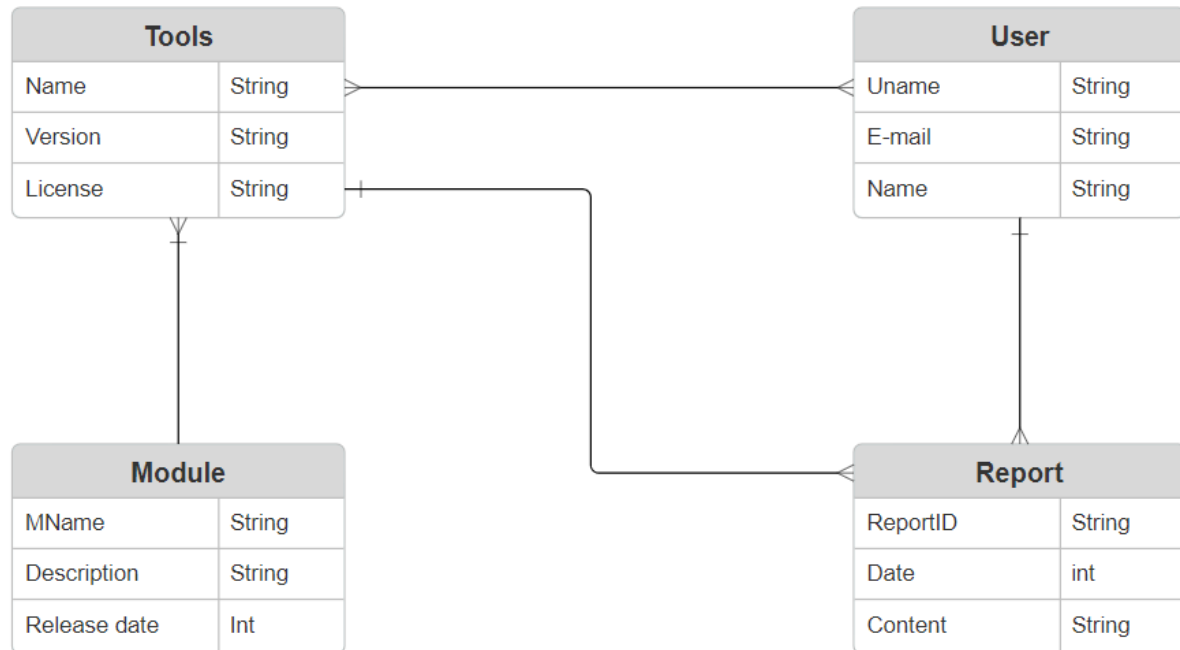 Tools
Name String
Version String
License String
User
Uname String
E-mail String
Name String
Module
MName String
Description String
Release date Int
Report
ReportID String
Date int
Content String